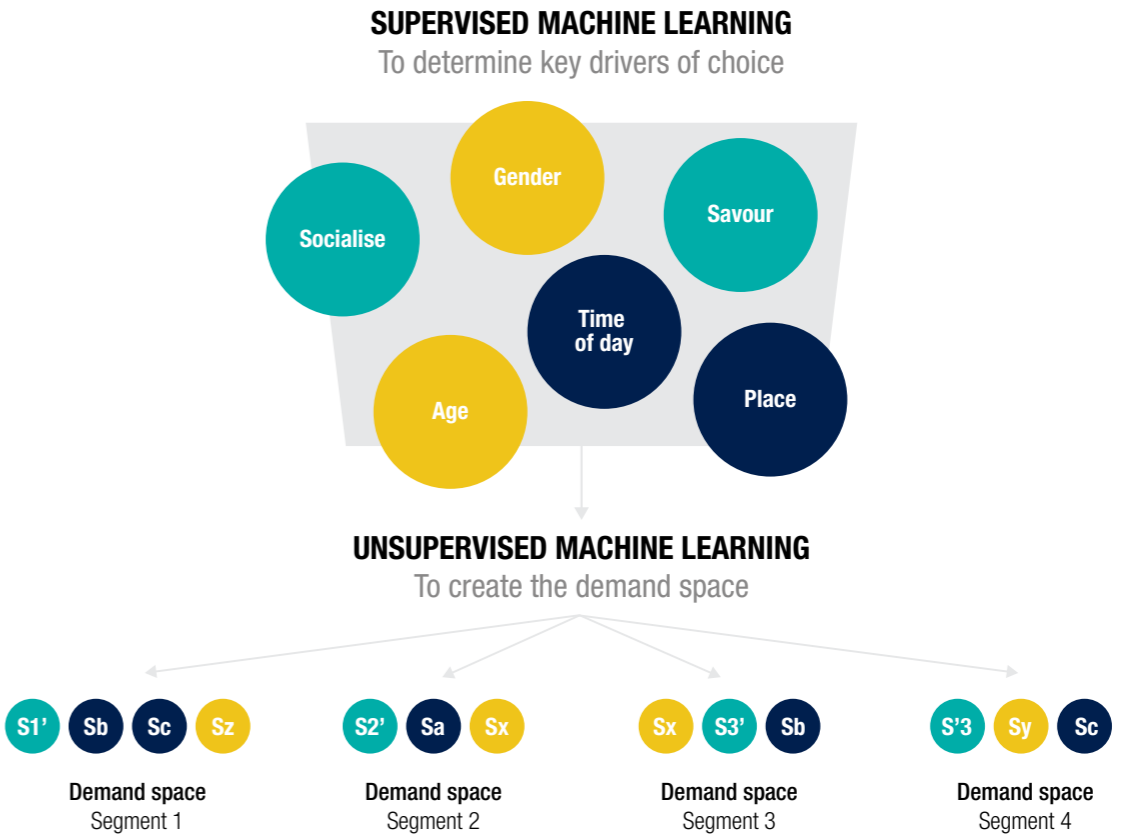 SUPERVISED MACHINE LEARNING
To determine key drivers of choice
Gender
Savour
Socialise
Time
of day
Place
Age
UNSUPERVISED MACHINE LEARNING
To create the demand space
S1’ Sb Sc Sz
S2’ Sa Sx
Sx S3’ Sb
S’3 Sy Sc
Demand space
Segment 1
Demand space
Segment 2
Demand space
Segment 3
Demand space
Segment 4